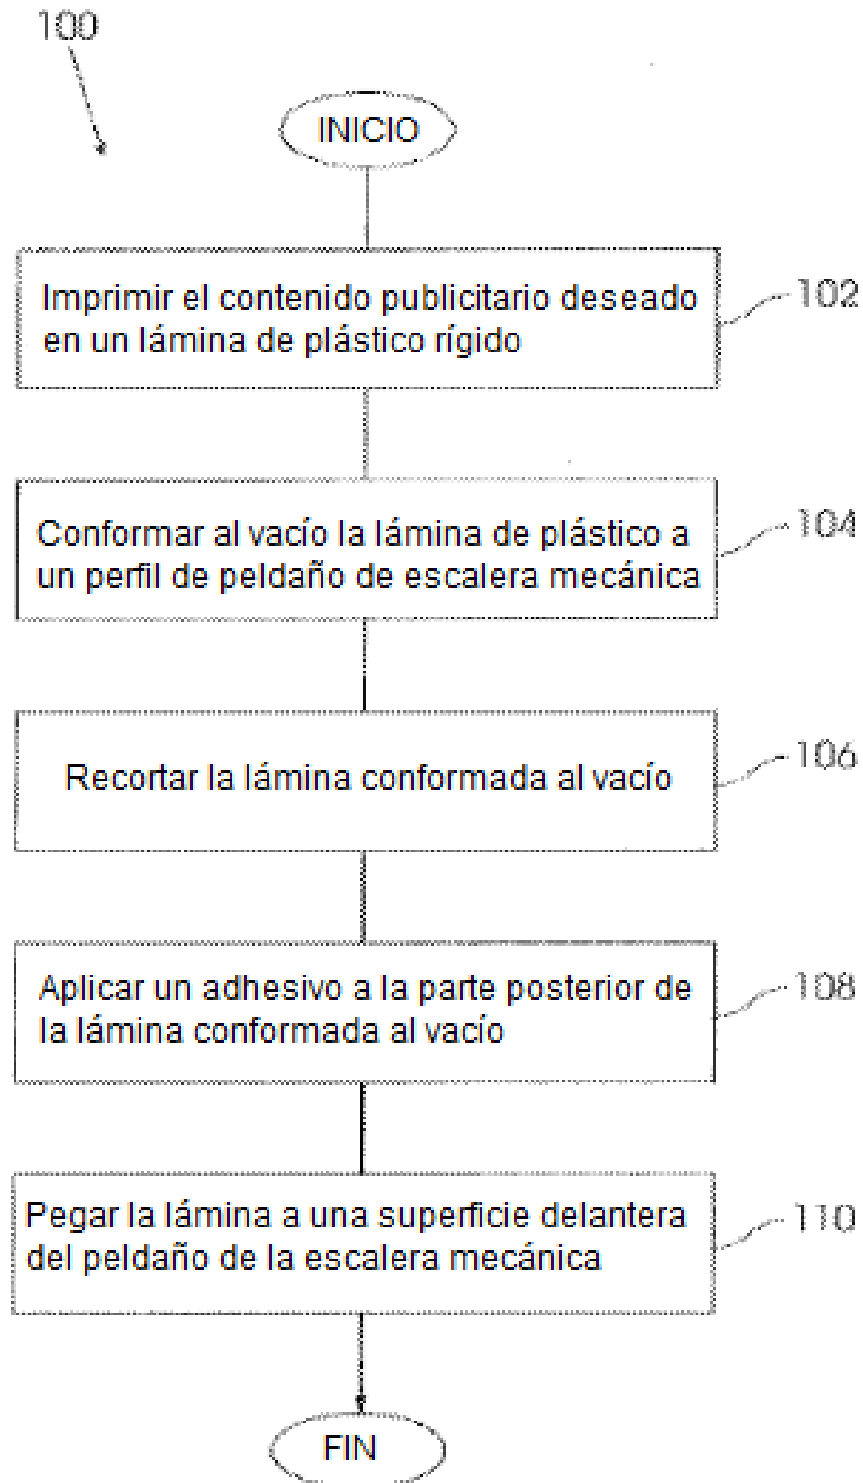 100
INICIO
Imprimir el contenido publicitario deseado
en un lámina de plástico rígido
102
Conformar al vacío la lámina de plástico a
un perfil de peldaño de escalera mecánica
104
Recortar la lámina conformada al vacío
106
Aplicar un adhesivo a la parte posterior de
la lámina conformada al vacío
108
Pegar la lámina a una superficie delantera
del peldaño de la escalera mecánica
110
FIN